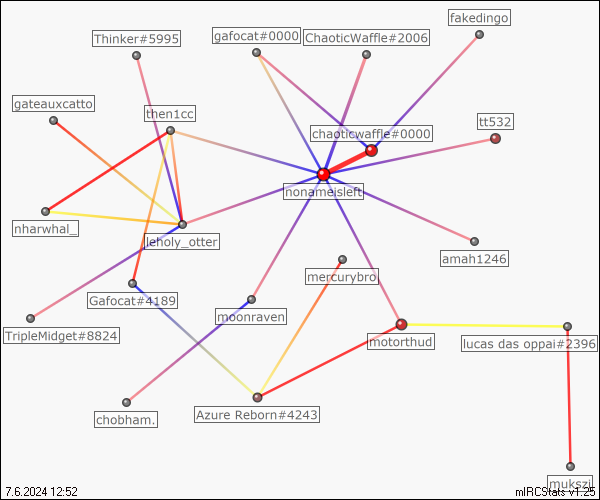 Thinker#5995
gafocat#0000
ChaoticWaffle#2006
fakedingo
gateauxcatto
then1cc
chaoticwaffle#0000
tt532
nonameisleft
nharwhal_
leholy_otter
amah1246
mercurybro
Gafocat#4189
moonraven
TripleMidget#8824
motorthud
lucas das oppai#2396
chobham.
Azure Reborn#4243
mukszi
7.6.2024 12:52
mIRCStats v1.25